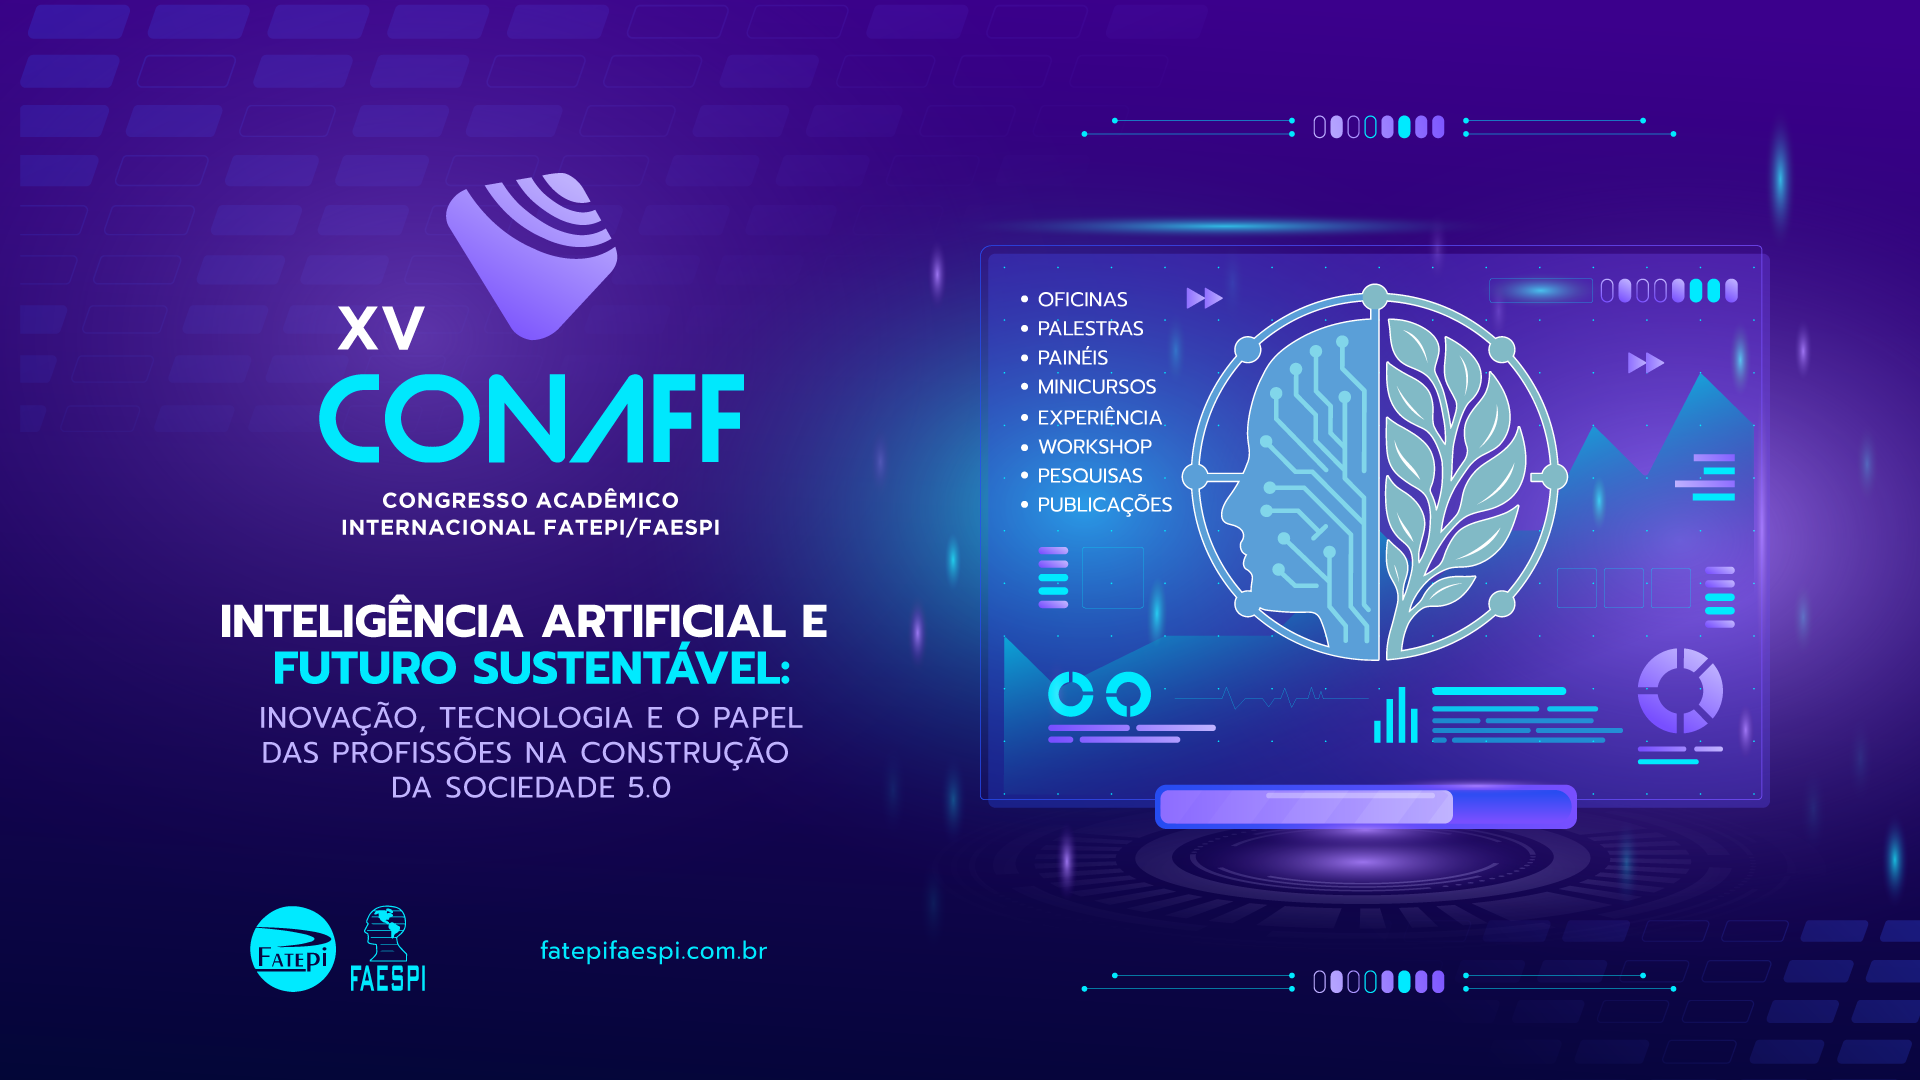 XV
CONAFF
CONGRESSO ACADÊMICO
INTERNACIONAL FATEPI/FAESPI
INTELIGÊNCIA ARTIFICIAL E
FUTURO SUSTENTÁVEL:
INOVAÇÃO, TECNOLOGIA E O PAPEL
DAS PROFISSÕES NA CONSTRUÇÃO
DA SOCIEDADE 5.0
FATEPi
FAESPI
fatepifaespi.com.br
• OFICINAS
• PALESTRAS
• PAINÉIS
• MINICURSOS
• EXPERIÊNCIA
• WORKSHOP
• PESQUISAS
• PUBLICAÇÕES